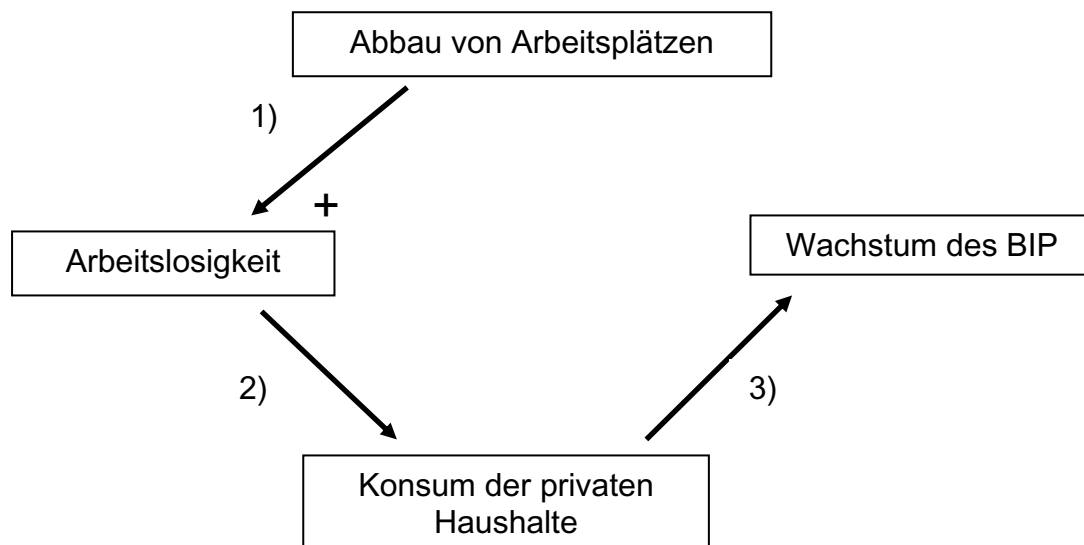 Abbau von Arbeitsplätzen
1)
+
Arbeitslosigkeit
Wachstum des BIP
2)
3)
Konsum der privaten
Haushalte